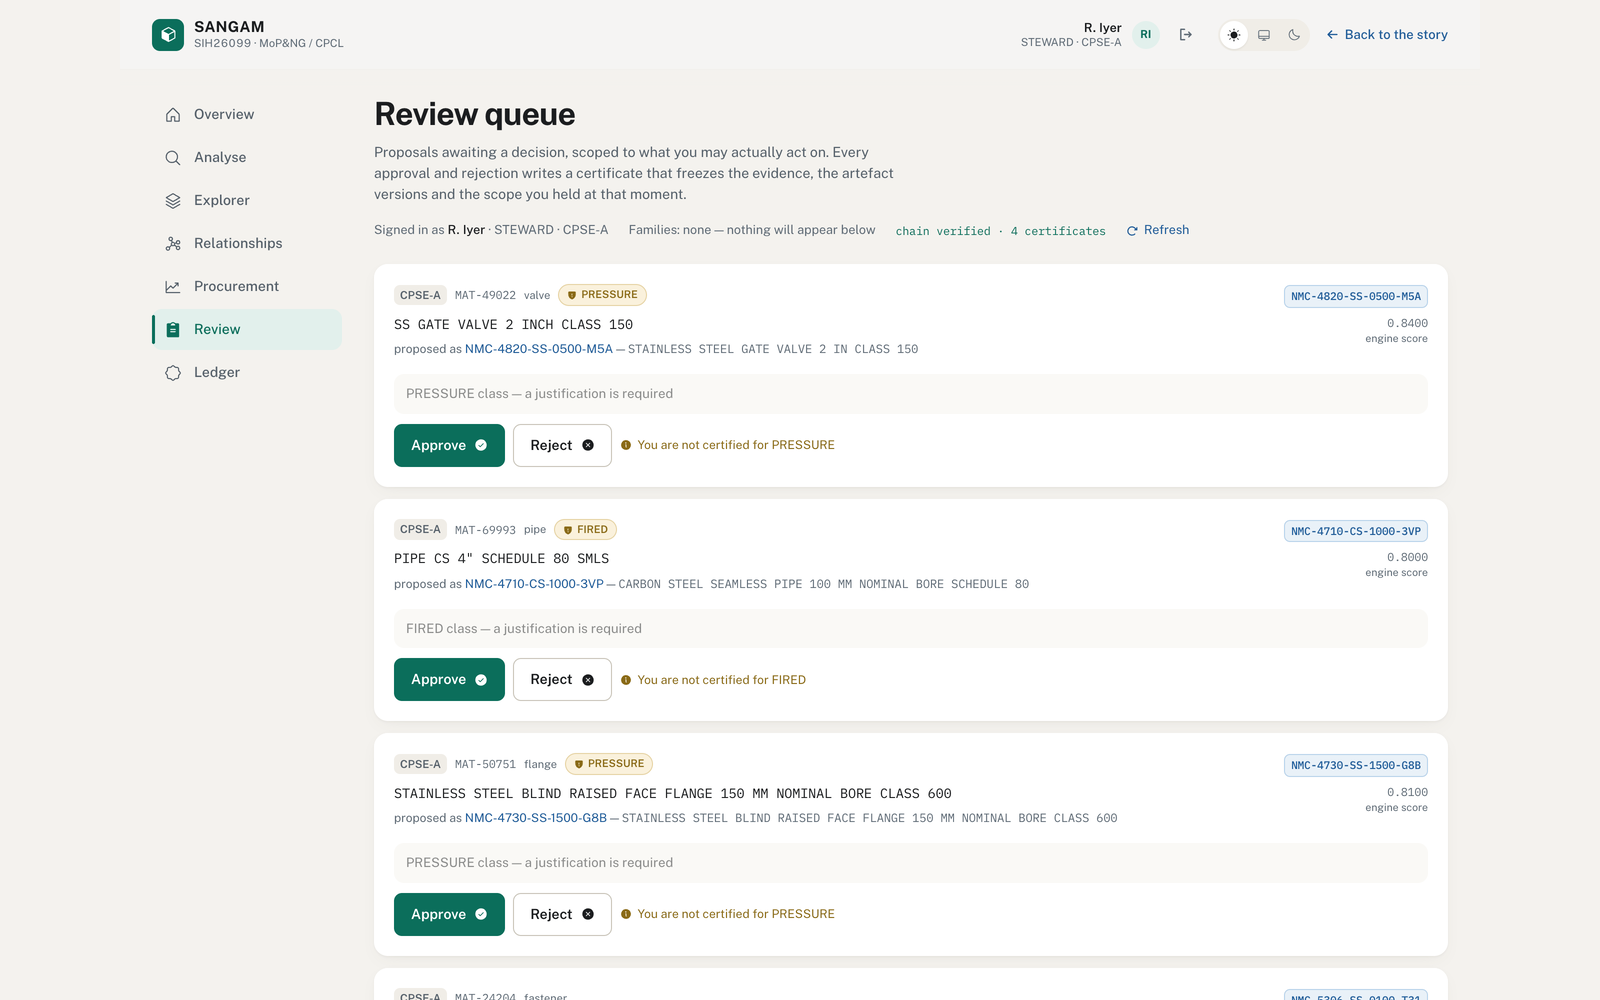 SANGAM
SIH26099 · MoP&NG / CPCL
R. Iyer
STEWARD · CPSE-A
RI
Back to the story
Overview
Analyse
Explorer
Relationships
Procurement
Review
Ledger
Review queue
Proposals awaiting a decision, scoped to what you may actually act on. Every
approval and rejection writes a certificate that freezes the evidence, the artefact
versions and the scope you held at that moment.
Signed in as R. Iyer · STEWARD · CPSE-A Families: none — nothing will appear below chain verified · 4 certificates Refresh
CPSE-A MAT-49022 valve PRESSURE NMC-4820-SS-0500-M5A
SS GATE VALVE 2 INCH CLASS 150 0.8400
engine score
proposed as NMC-4820-SS-0500-M5A — STAINLESS STEEL GATE VALVE 2 IN CLASS 150
PRESSURE class — a justification is required
Approve Reject You are not certified for PRESSURE
CPSE-A MAT-69993 pipe FIRED NMC-4710-CS-1000-3VP
PIPE CS 4" SCHEDULE 80 SMLS 0.8000
engine score
proposed as NMC-4710-CS-1000-3VP — CARBON STEEL SEAMLESS PIPE 100 MM NOMINAL BORE SCHEDULE 80
FIRED class — a justification is required
Approve Reject You are not certified for FIRED
CPSE-A MAT-50751 flange PRESSURE NMC-4730-SS-1500-G8B
STAINLESS STEEL BLIND RAISED FACE FLANGE 150 MM NOMINAL BORE CLASS 600 0.8100
engine score
proposed as NMC-4730-SS-1500-G8B — STAINLESS STEEL BLIND RAISED FACE FLANGE 150 MM NOMINAL BORE CLASS 600
PRESSURE class — a justification is required
Approve Reject You are not certified for PRESSURE
CPSE-A MAT-24204 fastener NMC-5306-SS-0100-T31